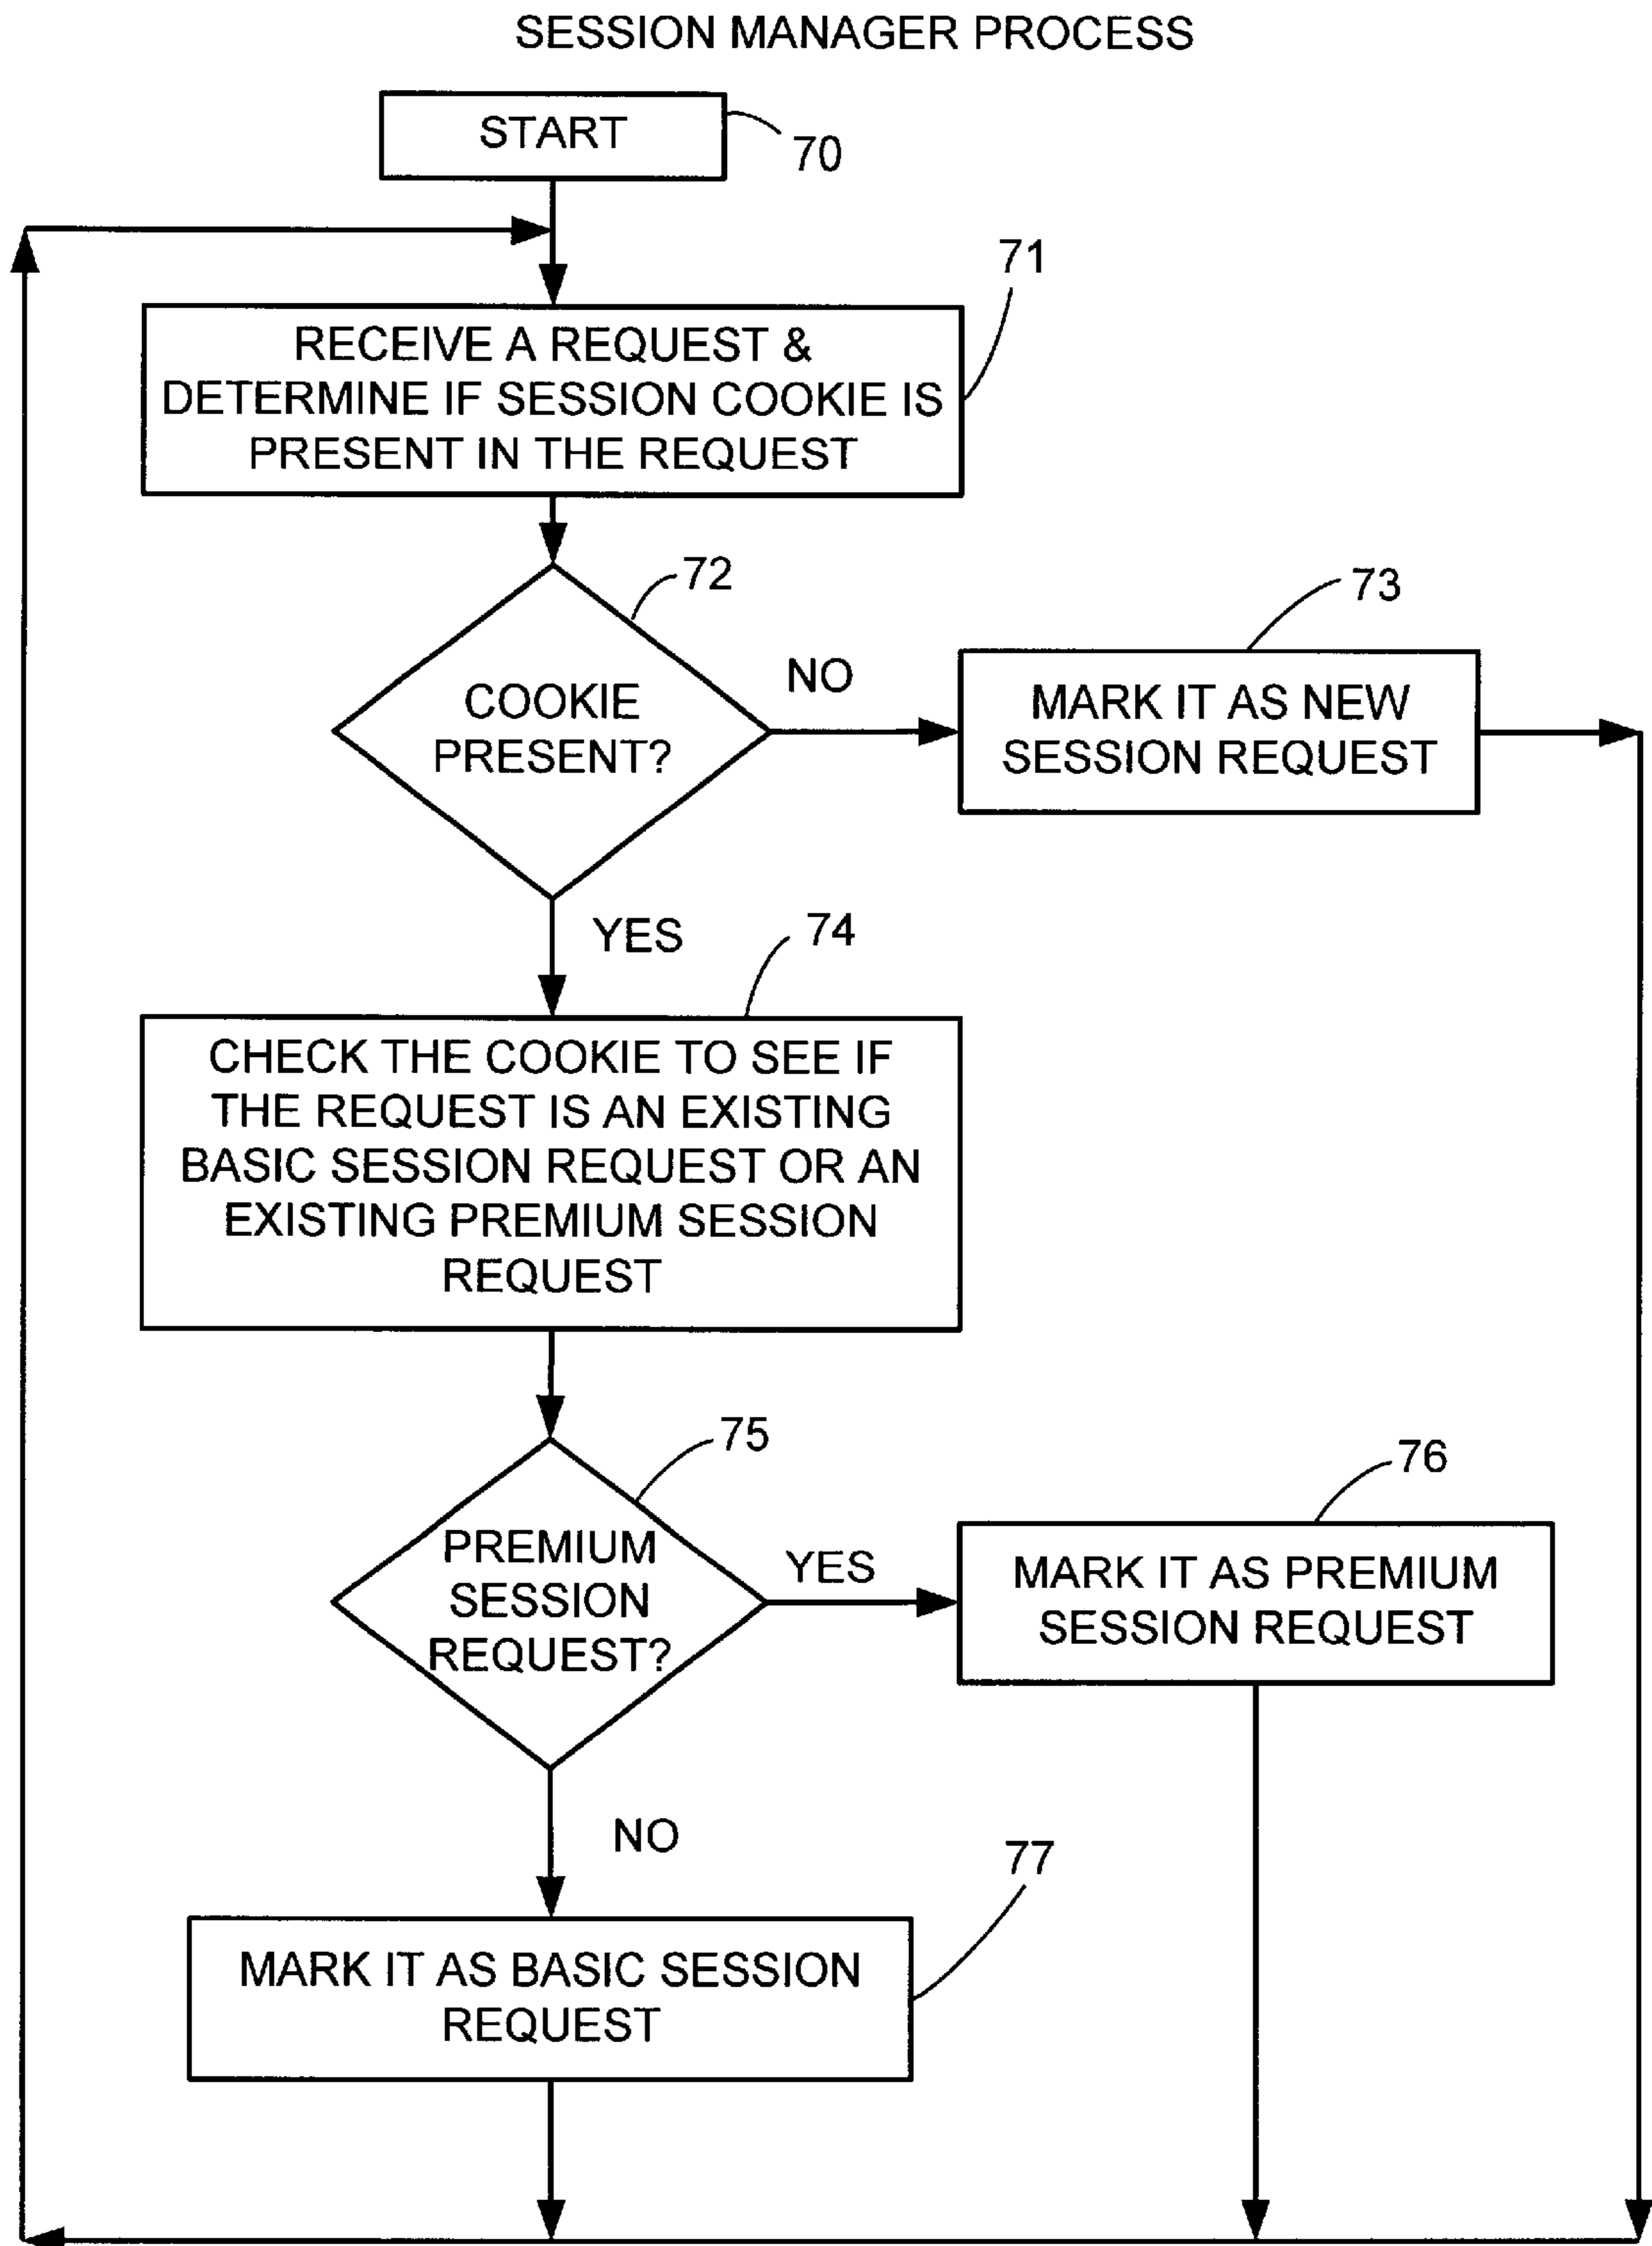 SESSION MANAGER PROCESS
START
70
71
RECEIVE A REQUEST &
DETERMINE IF SESSION COOKIE IS
PRESENT IN THE REQUEST
72
COOKIE
PRESENT?
NO
73
MARK IT AS NEW
SESSION REQUEST
YES
74
CHECK THE COOKIE TO SEE IF
THE REQUEST IS AN EXISTING
BASIC SESSION REQUEST OR AN
EXISTING PREMIUM SESSION
REQUEST
75
PREMIUM
SESSION
REQUEST?
YES
76
MARK IT AS PREMIUM
SESSION REQUEST
NO
77
MARK IT AS BASIC SESSION
REQUEST